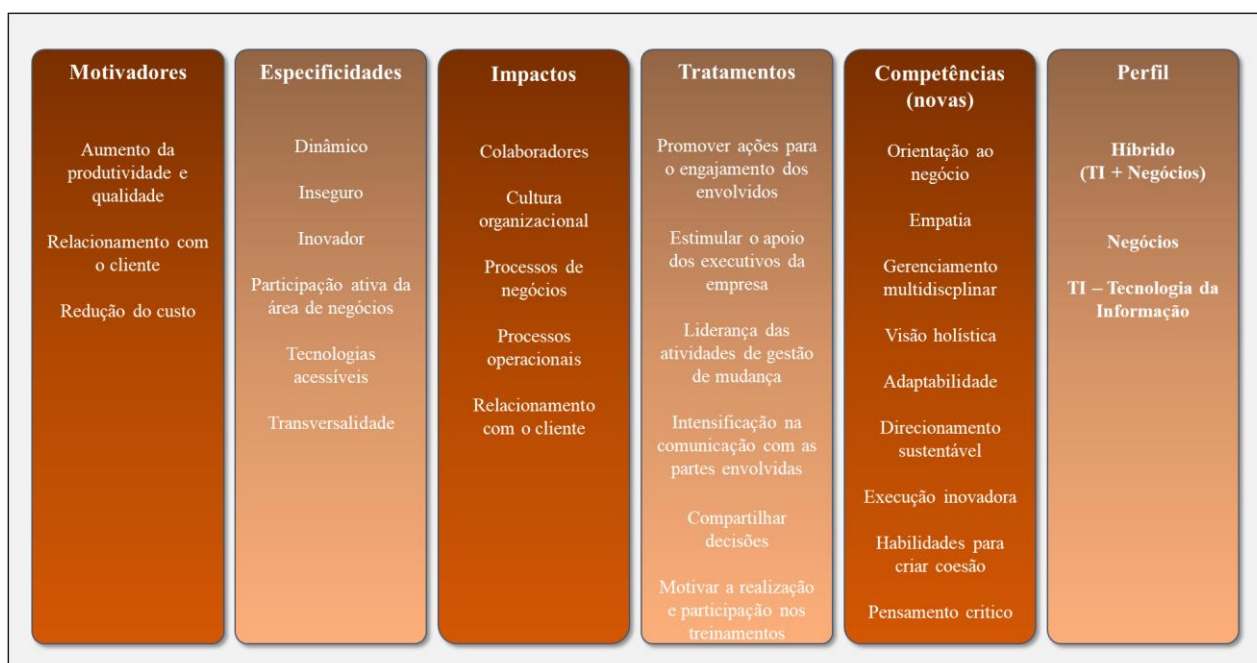 Motivadores
Aumento da
produtividade e
qualidade
Relacionamento com
o cliente
Redução do custo
Especificidades
Dinâmico
Inseguro
Inovador
Participação ativa da
área de negócios
Tecnologias
acessíveis
Transversalidade
Impactos
Colaboradores
Cultura
organizacional
Processos de
negócios
Processos
operacionais
Relacionamento
com o cliente
Tratamentos
Promover ações para
o engajamento dos
envolvidos
Estimular o apoio
dos executivos da
empresa
Liderança das
atividades de gestão
de mudança
Intensificação na
comunicação com as
partes envolvidas
Compartilhar
decisões
Motivar a realização
e participação nos
treinamentos
Competências
(novas)
Orientação ao
negócio
Empatia
Gerenciamento
multidiscplinar
Visão holística
Adaptabilidade
Direcionamento
sustentável
Execução inovadora
Habilidades para
criar coesão
Pensamento critico
Perfil
Híbrido
(TI + Negócios)
Negócios
TI – Tecnologia da
Informação